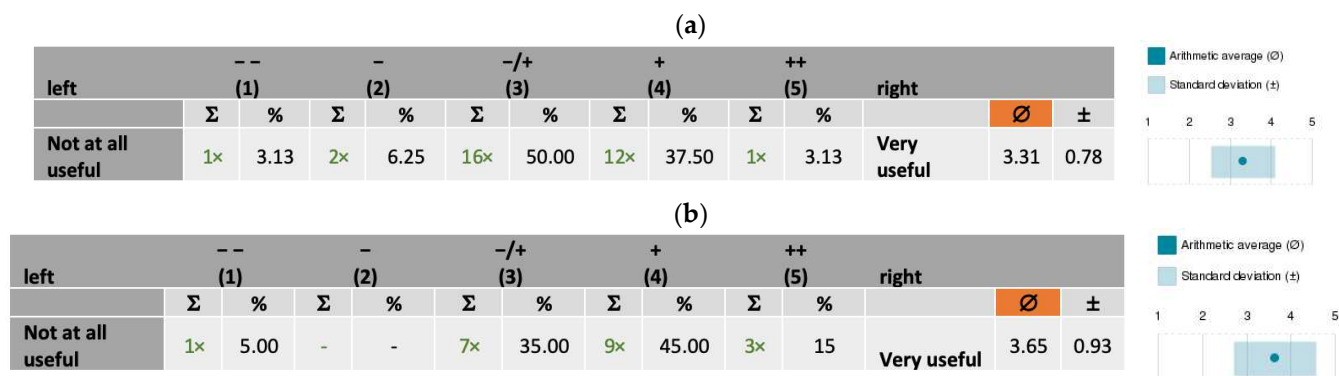 (a)
− − − −/+ + ++
left (1) (2) (3) (4) (5) right
Σ % Σ % Σ % Σ % Σ % Ø ±
Not at all useful 1× 3.13 2× 6.25 16× 50.00 12× 37.50 1× 3.13 Very useful 3.31 0.78
Arithmetic average (Ø)
Standard deviation (±)
1 2 3 4 5
(b)
− − − −/+ + ++
left (1) (2) (3) (4) (5) right
Σ % Σ % Σ % Σ % Σ % Ø ±
Not at all useful 1× 5.00 - - 7× 35.00 9× 45.00 3× 15 Very useful 3.65 0.93
Arithmetic average (Ø)
Standard deviation (±)
1 2 3 4 5